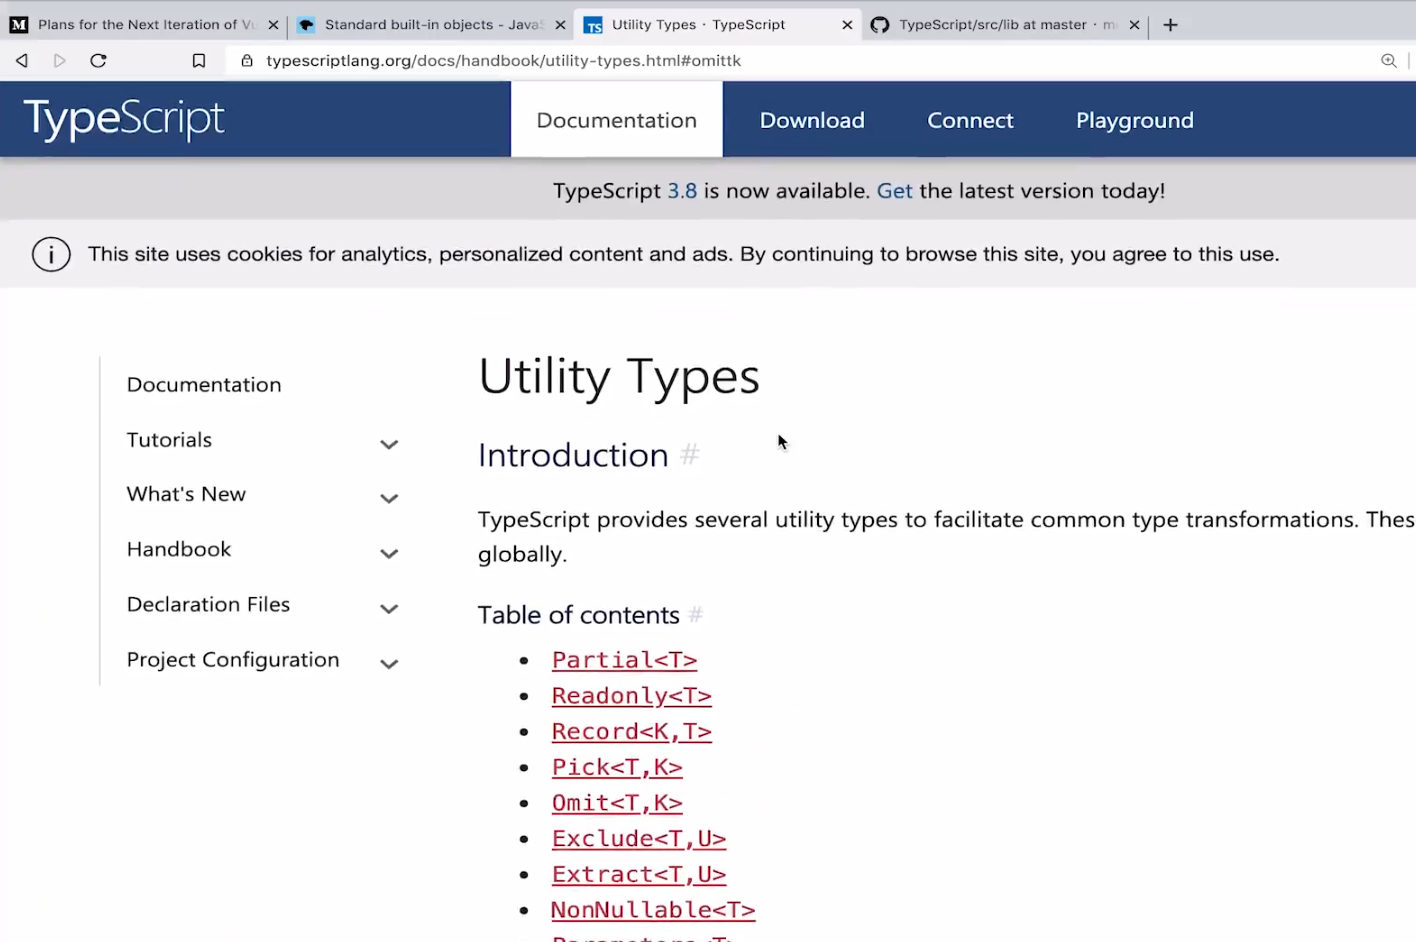 M Plans for the Next Iteration of Vu
Standard built-in objects - JavaS
TS Utility Types · TypeScript
TypeScript/src/lib at master · m
typescriptlang.org/docs/handbook/utility-types.html#omittk
TypeScript
Documentation
Download
Connect
Playground
TypeScript 3.8 is now available. Get the latest version today!
This site uses cookies for analytics, personalized content and ads. By continuing to browse this site, you agree to this use.
Documentation
Tutorials
What's New
Handbook
Declaration Files
Project Configuration
Utility Types
Introduction #
TypeScript provides several utility types to facilitate common type transformations. Thes
globally.
Table of contents #
• Partial<T>
• Readonly<T>
• Record<K,T>
• Pick<T,K>
• Omit<T,K>
• Exclude<T,U>
• Extract<T,U>
• NonNullable<T>